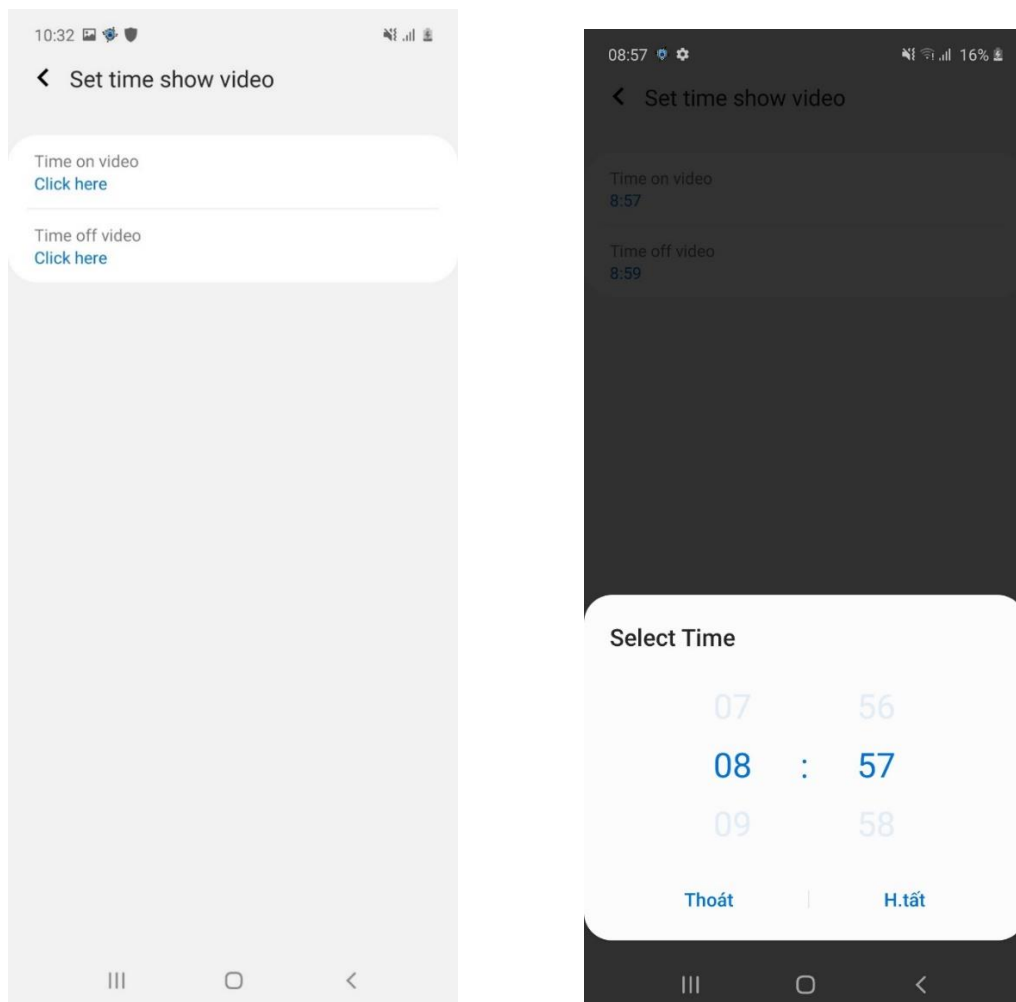 10:32
Set time show video
Time on video
Click here
Time off video
Click here
08:57
16%
Set time show video
Time on video
8:57
Time off video
8:59
Select Time
07 56
08 : 57
09 58
Thoát
H.tất